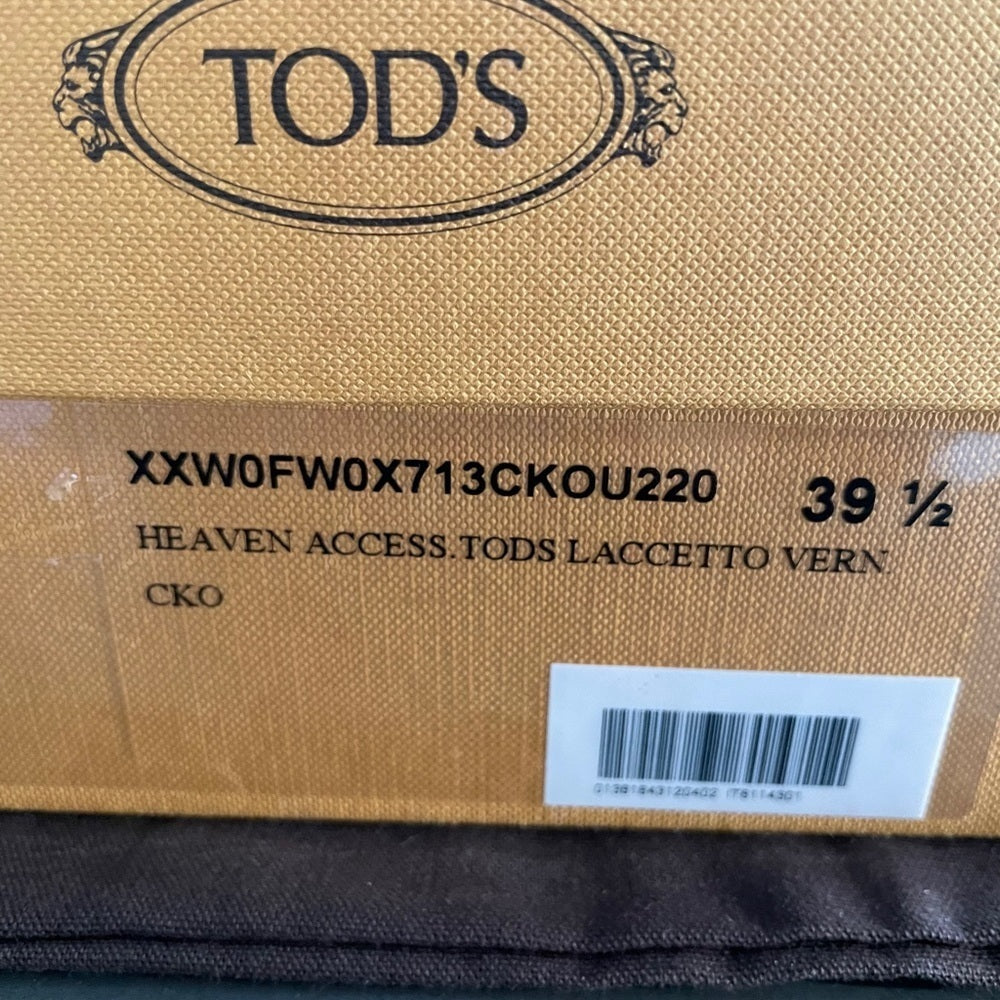 TOD'S
XXW0FW0X713CKOU220 39 ½
HEAVEN ACCESS.TODS LACCETTO VERN.
CKO